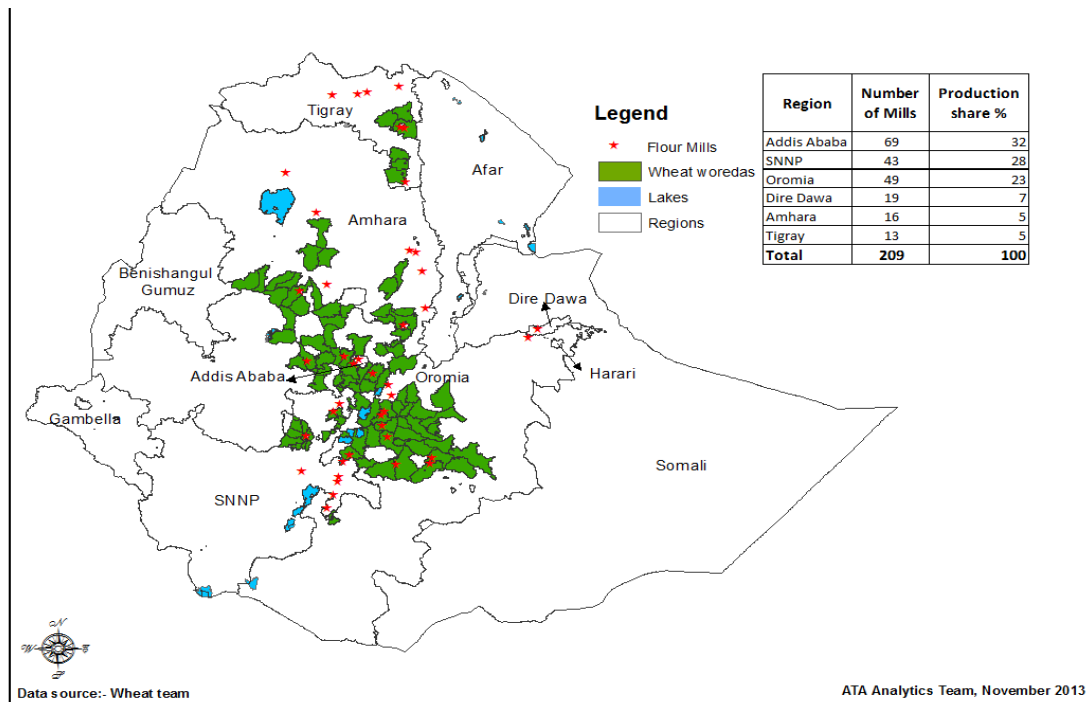 Tigray
Afar
Amhara
Benishangul
Gumuz
Dire Dawa
Addis Ababa
Oromia
Harari
Gambella
Somali
SNNP
Legend
Flour Mills
Wheat woredas
Lakes
Regions
Region Number of Mills Production share %
Addis Ababa 69 32
SNNP 43 28
Oromia 49 23
Dire Dawa 19 7
Amhara 16 5
Tigray 13 5
Total 209 100
N
W E
S
Data source:- Wheat team
ATA Analytics Team, November 2013